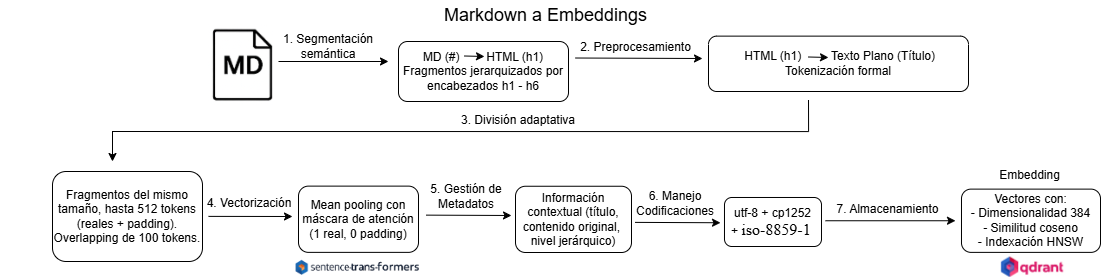 Markdown a Embeddings
MD
1. Segmentación
semántica
MD (#) → HTML (h1)
Fragmentos jerarquizados por
encabezados h1 - h6
2. Preprocesamiento
HTML (h1) → Texto Plano (Título)
Tokenización formal
3. División adaptativa
Fragmentos del mismo
tamaño, hasta 512 tokens
(reales + padding).
Overlapping de 100 tokens.
4. Vectorización
Mean pooling con
máscara de atención
(1 real, 0 padding)
sentence-trans-formers
5. Gestión de
Metadatos
Información
contextual (título,
contenido original,
nivel jerárquico)
6. Manejo
Codificaciones
utf-8 + cp1252
+ iso-8859-1
7. Almacenamiento
Embedding
Vectores con:
- Dimensionalidad 384
- Similitud coseno
- Indexación HNSW
qdrant